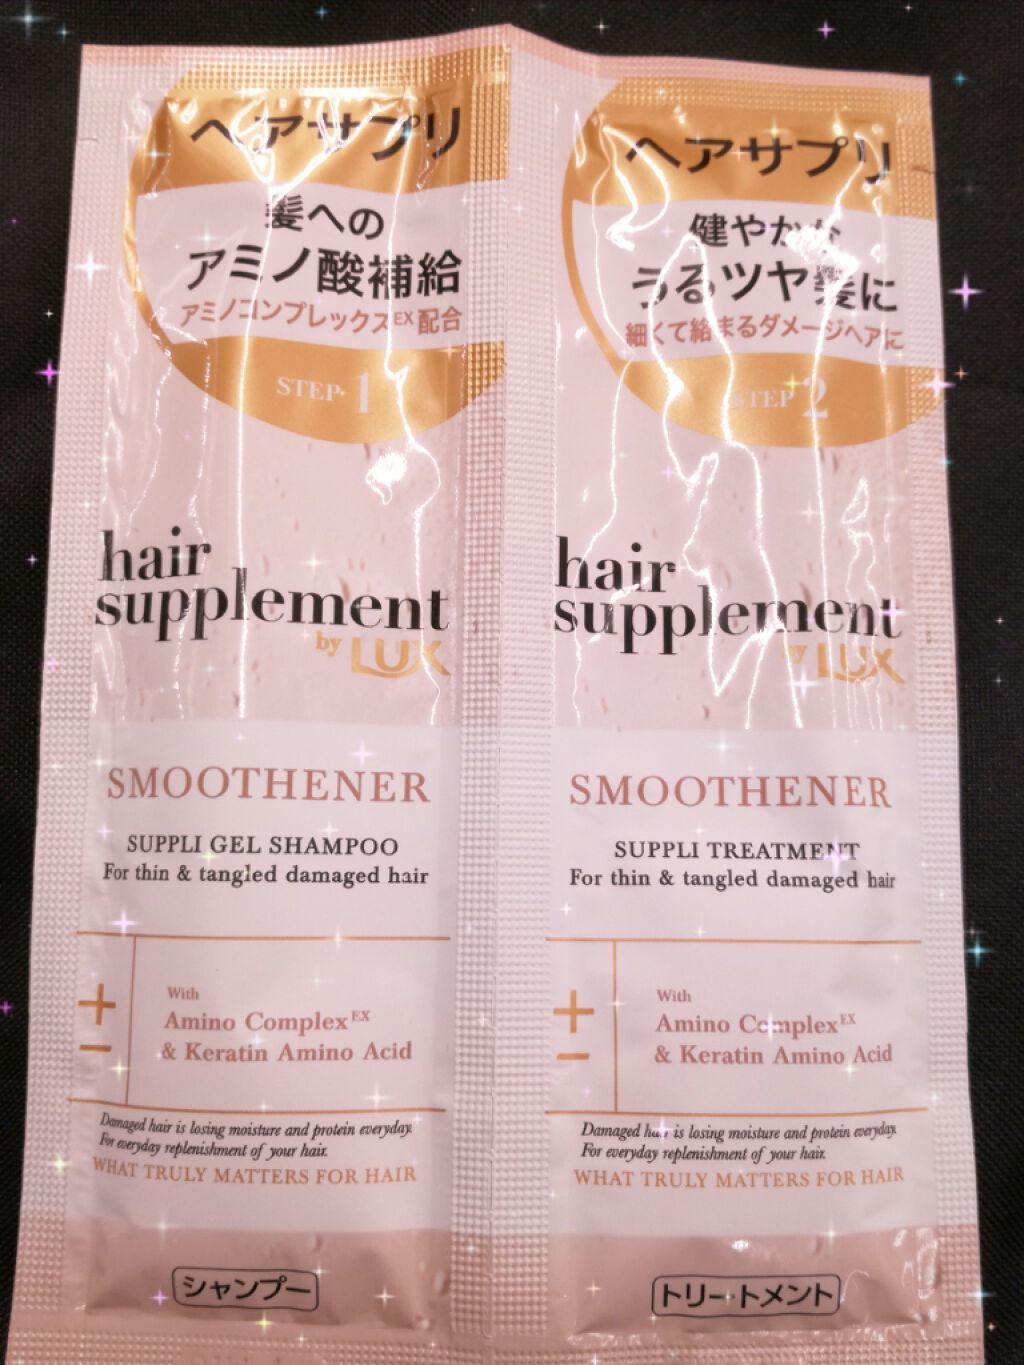 ヘアサプリ
髪への
アミノ酸補給
アミノコンプレックスEX配合
STEP 1
hair
supplement
by LUX
SMOOTHENER
SUPPLI GEL SHAMPOO
For thin & tangled damaged hair
With
Amino Complex EX
& Keratin Amino Acid
Damaged hair is losing moisture and protein everyday.
For everyday replenishment of your hair.
WHAT TRULY MATTERS FOR HAIR
シャンプー
ヘアサプリ
健やかな
うるツヤ髪に
細くて絡まるダメージヘアに
STEP 2
hair
supplement
by LUX
SMOOTHENER
SUPPLI TREATMENT
For thin & tangled damaged hair
With
Amino Complex EX
& Keratin Amino Acid
Damaged hair is losing moisture and protein everyday.
For everyday replenishment of your hair.
WHAT TRULY MATTERS FOR HAIR
トリートメント